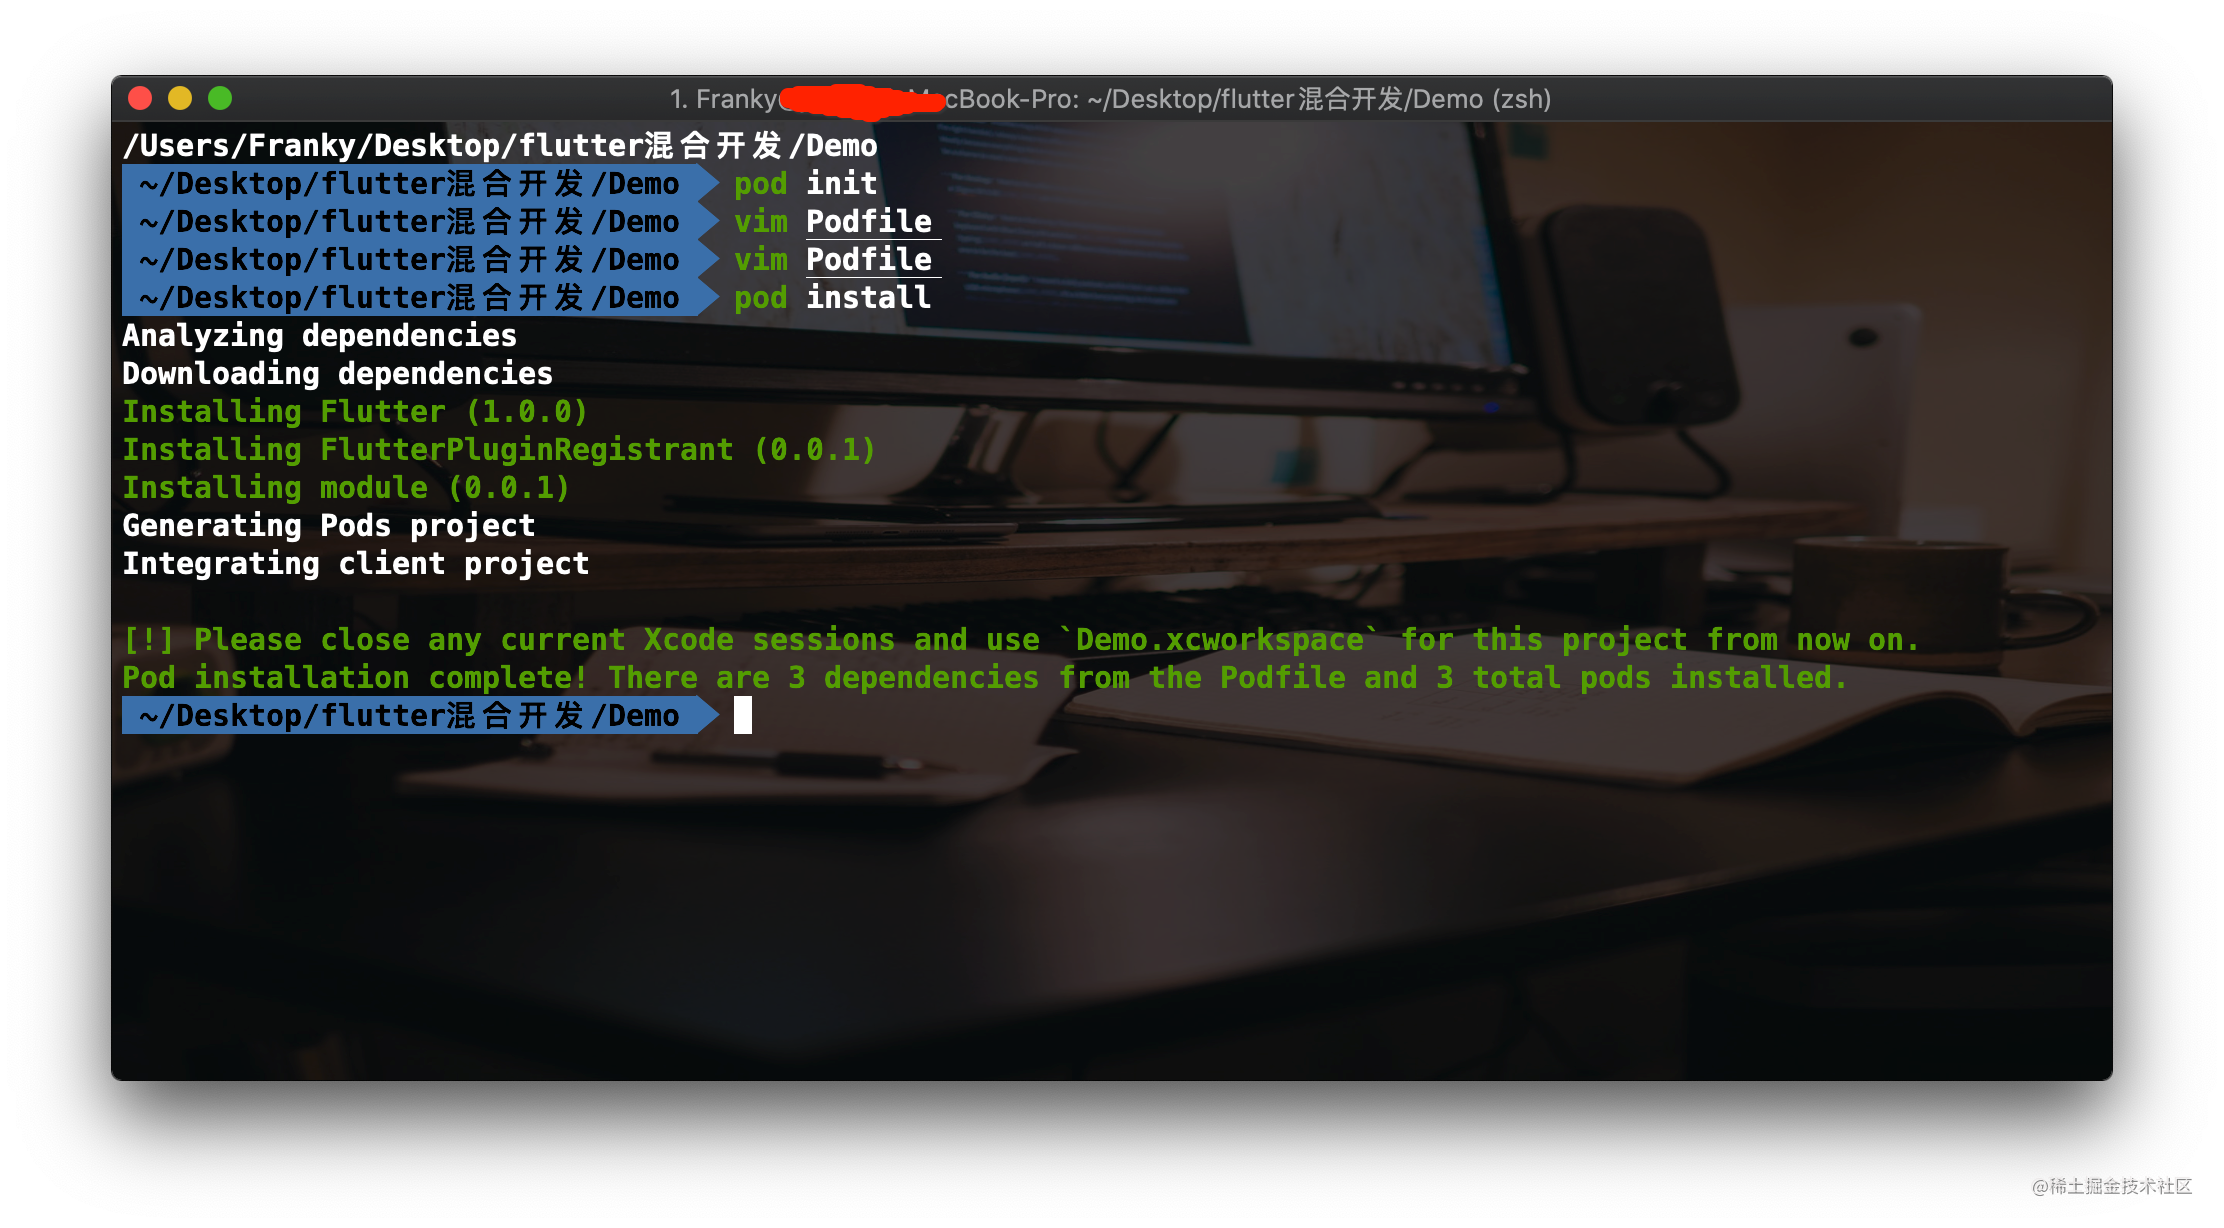 1. Franky@ MacBook-Pro: ~/Desktop/flutter混合开发/Demo (zsh)
/Users/Franky/Desktop/flutter混合开发/Demo
~/Desktop/flutter混合开发/Demo pod init
~/Desktop/flutter混合开发/Demo vim Podfile
~/Desktop/flutter混合开发/Demo vim Podfile
~/Desktop/flutter混合开发/Demo pod install
Analyzing dependencies
Downloading dependencies
Installing Flutter (1.0.0)
Installing FlutterPluginRegistrant (0.0.1)
Installing module (0.0.1)
Generating Pods project
Integrating client project
[!] Please close any current Xcode sessions and use `Demo.xcworkspace` for this project from now on.
Pod installation complete! There are 3 dependencies from the Podfile and 3 total pods installed.
~/Desktop/flutter混合开发/Demo
@稀土掘金技术社区